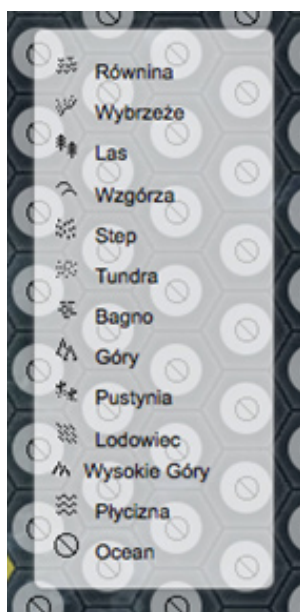 Równina
Wybrzeże
Las
Wzgórza
Step
Tundra
Bagno
Góry
Pustynia
Lodowiec
Wysokie Góry
Płycizna
Ocean